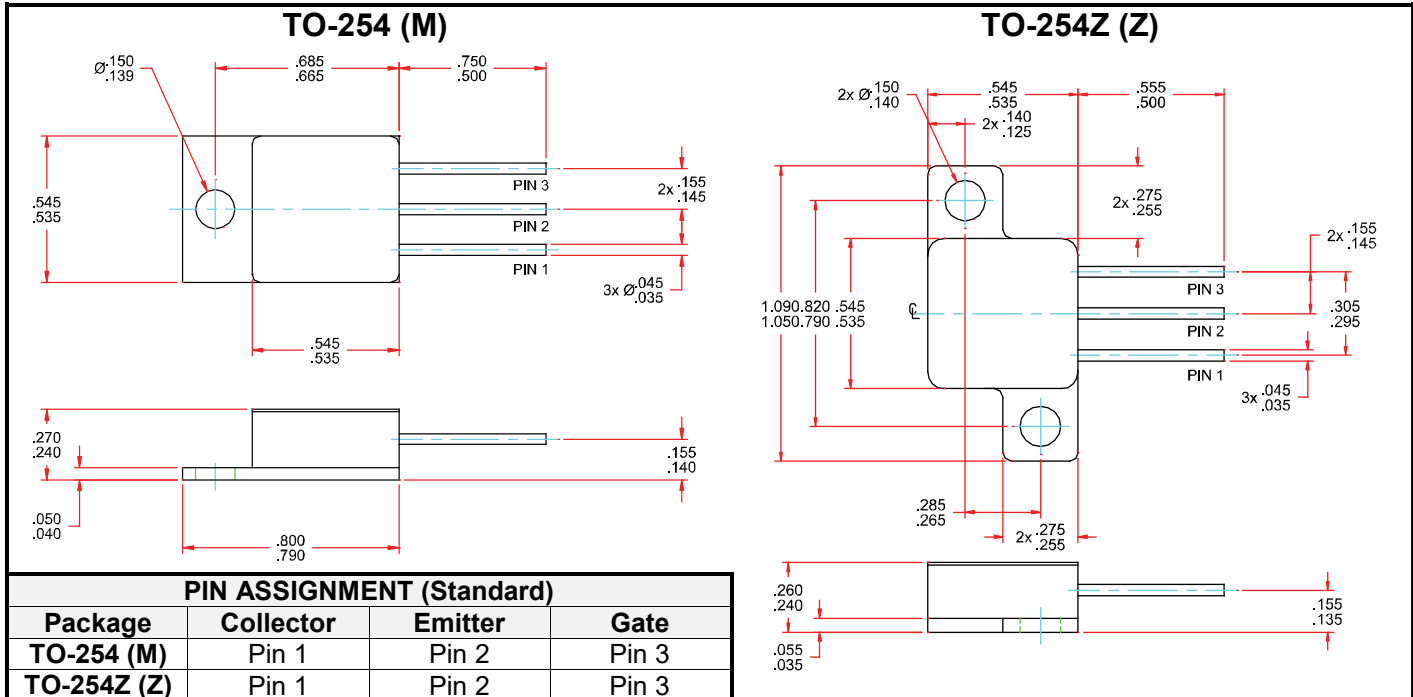 TO-254 (M)
Ø.150
.139
.685
.665
.750
.500
.545
.535
PIN 3
PIN 2
PIN 1
2x .155
.145
3x Ø.045
.035
.545
.535
.270
.240
.050
.040
.800
.790
.155
.140
TO-254Z (Z)
2x Ø.150
.140
.545
.535
.555
.500
2x .140
.125
2x .275
.255
2x .155
.145
1.090 .820 .545
1.050 .790 .535
℄
PIN 3
PIN 2
PIN 1
.305
.295
3x .045
.035
.285
.265
2x .275
.255
.260
.240
.055
.035
.155
.135
PIN ASSIGNMENT (Standard)
Package Collector Emitter Gate
TO-254 (M) Pin 1 Pin 2 Pin 3
TO-254Z (Z) Pin 1 Pin 2 Pin 3